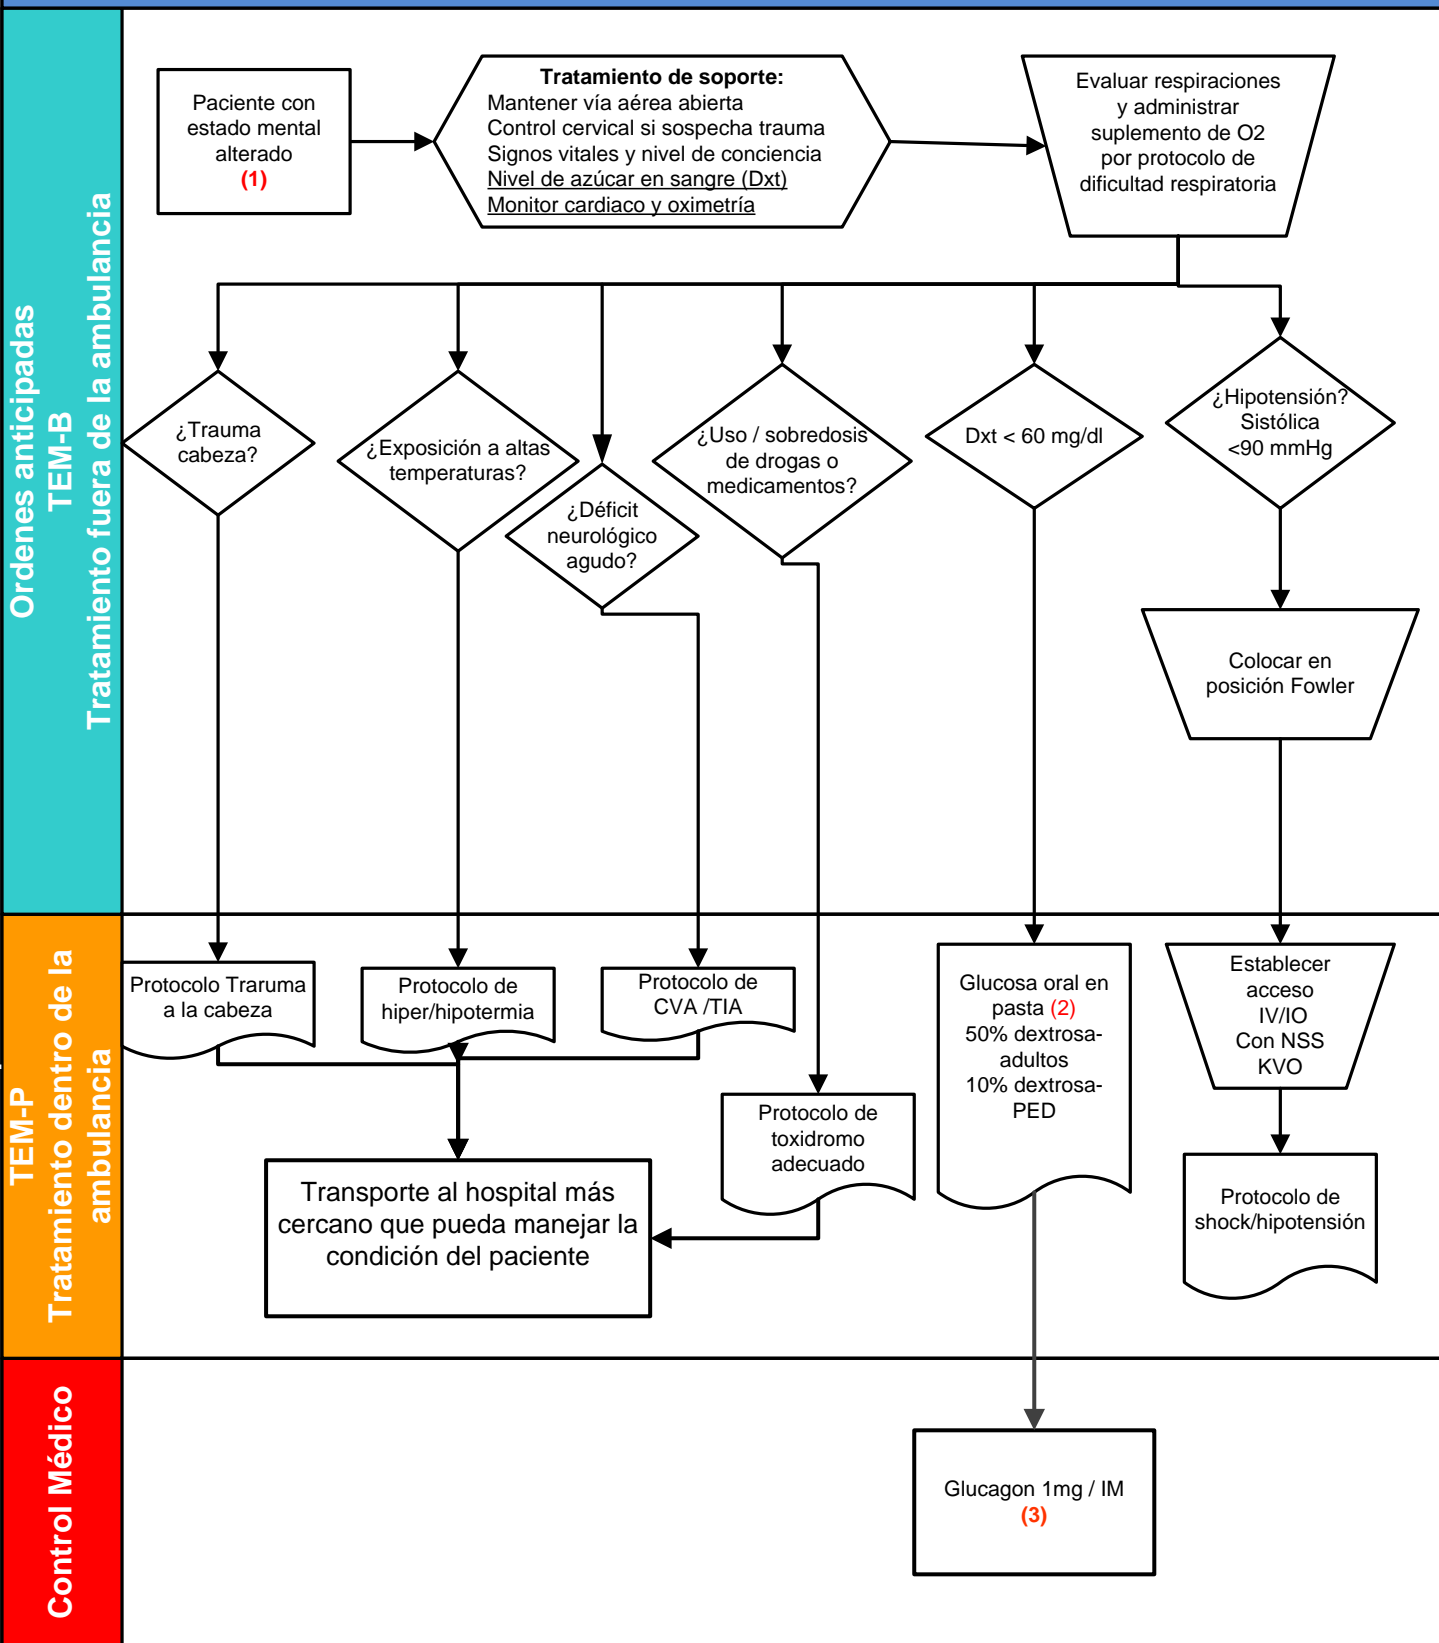 Ordenes anticipadas
TEM-B
Tratamiento fuera de la ambulancia
Paciente con
estado mental
alterado
(1)
Tratamiento de soporte:
Mantener vía aérea abierta
Control cervical si sospecha trauma
Signos vitales y nivel de conciencia
Nivel de azúcar en sangre (Dxt)
Monitor cardiaco y oximetría
Evaluar respiraciones
y administrar
suplemento de O2
por protocolo de
dificultad respiratoria
¿Trauma
cabeza?
¿Exposición a altas
temperaturas?
¿Déficit
neurológico
agudo?
¿Uso / sobredosis
de drogas o
medicamentos?
Dxt < 60 mg/dl
¿Hipotensión?
Sistólica
<90 mmHg
Colocar en
posición Fowler
TEM-P
Tratamiento dentro de la
ambulancia
Protocolo Traruma
a la cabeza
Protocolo de
hiper/hipotermia
Protocolo de
CVA /TIA
Protocolo de
toxidromo
adecuado
Glucosa oral en
pasta (2)
50% dextrosa-
adultos
10% dextrosa-
PED
Establecer
acceso
IV/IO
Con NSS
KVO
Transporte al hospital más
cercano que pueda manejar la
condición del paciente
Protocolo de
shock/hipotensión
Control Médico
Glucagon 1mg / IM
(3)